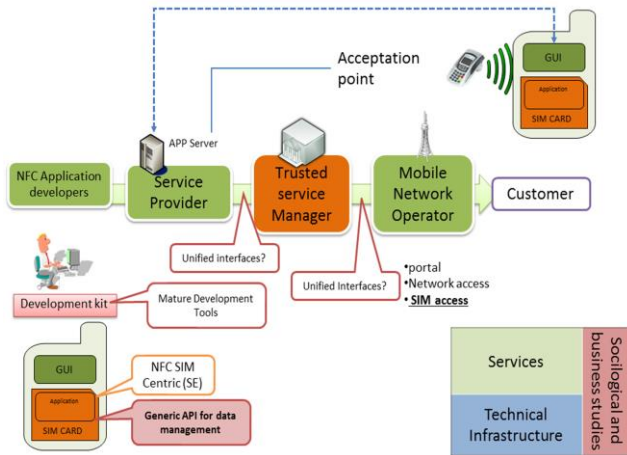 Acceptation
point
GUI
Application
SIM CARD
APP Server
NFC Application
developers
Service
Provider
Trusted
service
Manager
Mobile
Network
Operator
Customer
Unified interfaces?
Unified Interfaces?
•portal
•Network access
•SIM access
Development kit
Mature Development
Tools
GUI
Application
SIM CARD
NFC SIM
Centric (SE)
Generic API for data
management
Services
Technical
Infrastructure
Socilogical and
business studies